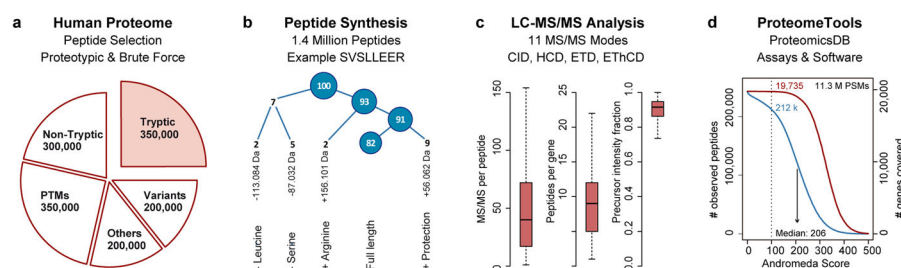 a
Human Proteome
Peptide Selection
Proteotypic & Brute Force
Tryptic
350,000
Non-Tryptic
300,000
PTMs
350,000
Others
200,000
Variants
200,000
b
Peptide Synthesis
1.4 Million Peptides
Example SVSLLEER
100
7
93
91
82
2
5
2
9
-113.084 Da
-87.032 Da
+156.101 Da
+56.062 Da
- Leucine
- Serine
+ Arginine
Full length
+ Protection
c
LC-MS/MS Analysis
11 MS/MS Modes
CID, HCD, ETD, EThCD
MS/MS per peptide
0
50
100
150
Peptides per gene
5
15
25
Precursor intensity fraction
0.0
0.2
0.4
0.6
0.8
1.0
d
ProteomeTools
ProteomicsDB
Assays & Software
19,735
11.3 M PSMs
212 k
Median: 206
# observed peptides
0
100,000
200,000
# genes covered
0
10,000
20,000
0 100 200 300 400 500
Andromeda Score